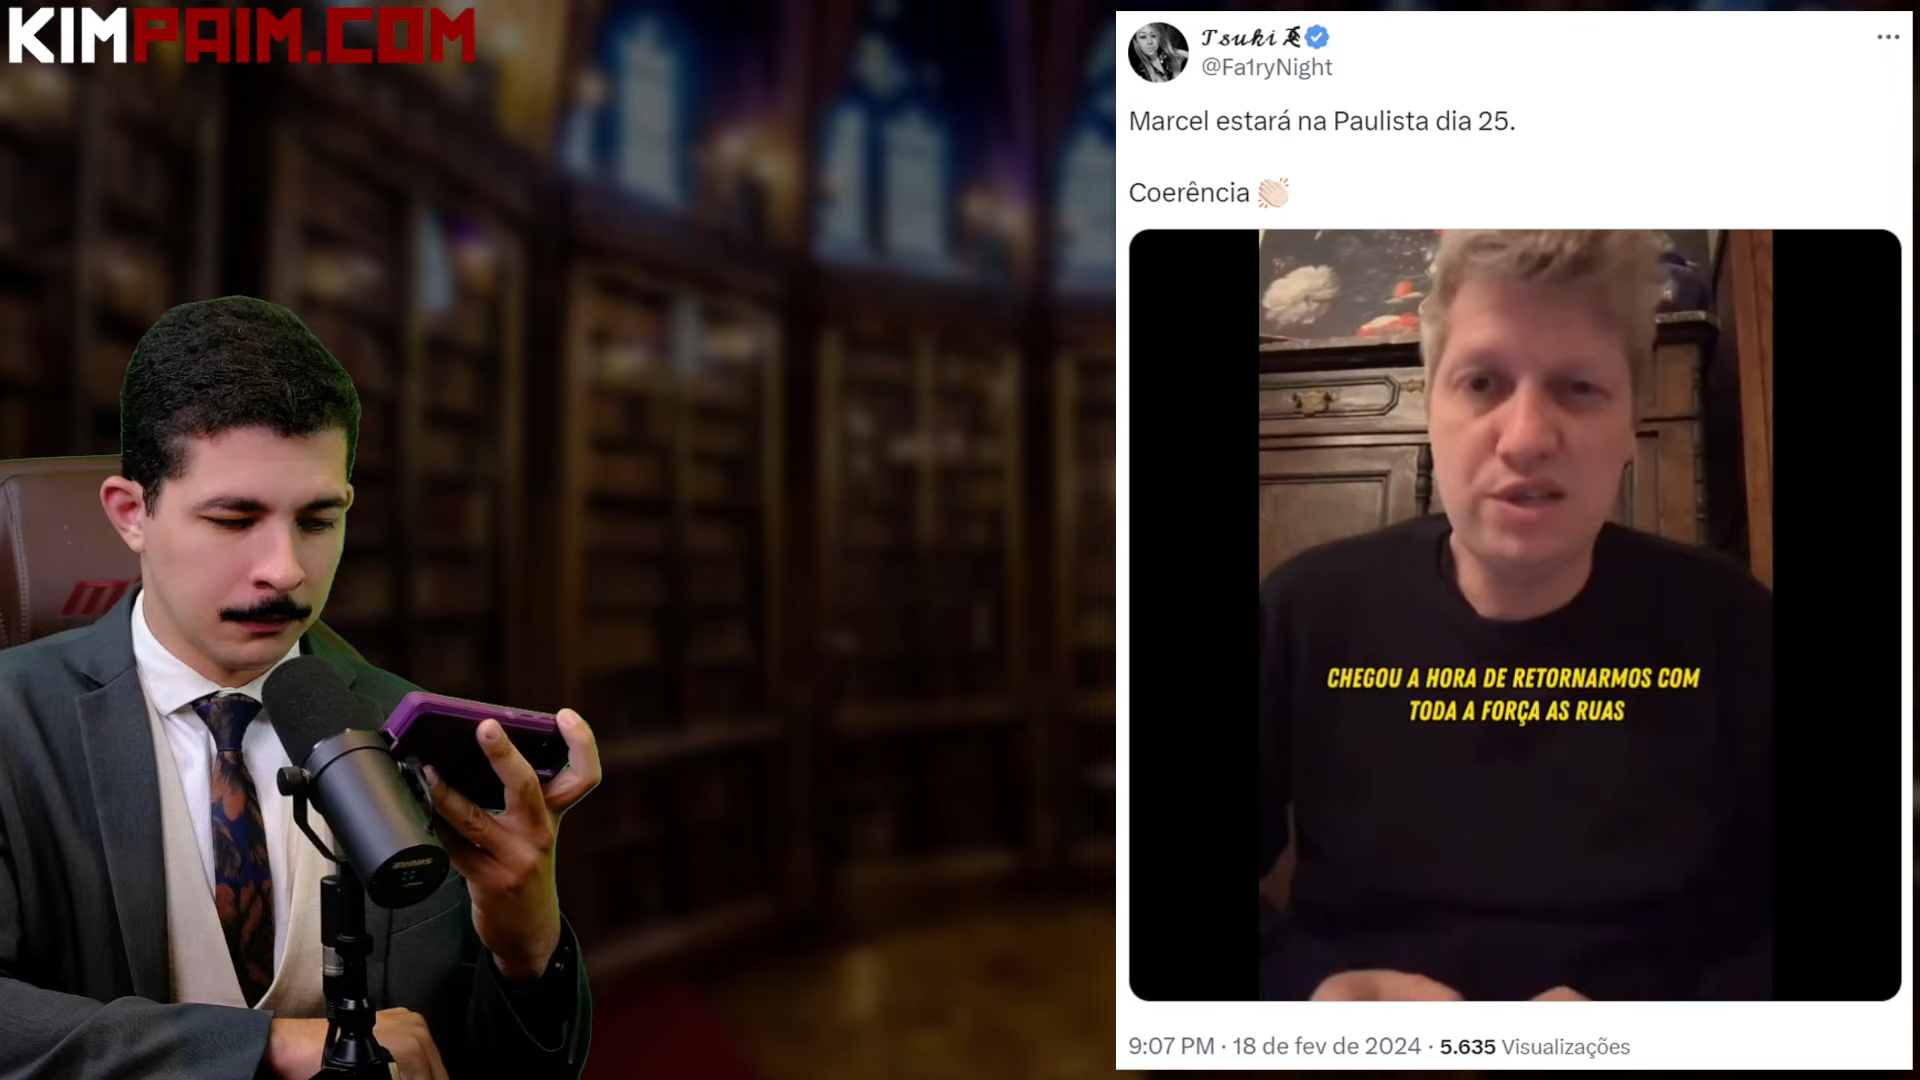 KIMPAIM.COM
Tsuki
@Fa1ryNight
Marcel estará na Paulista dia 25.
Coerência 👏🏻
CHEGOU A HORA DE RETORNARMOS COM
TODA A FORÇA AS RUAS
SHURE
9:07 PM · 18 de fev de 2024 · 5.635 Visualizações